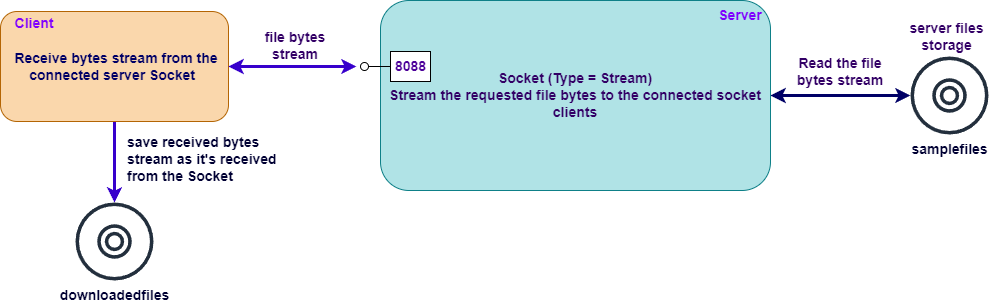 Client
Receive bytes stream from the
connected server Socket
file bytes
stream
8088
Server
Socket (Type = Stream)
Stream the requested file bytes to the connected socket
clients
Read the file
bytes stream
server files
storage
samplefiles
save received bytes
stream as it's received
from the Socket
downloadedfiles